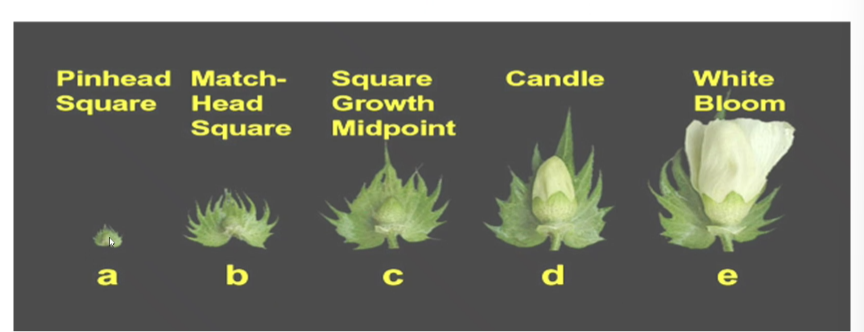 Pinhead
Square
Match-
Head
Square
Square
Growth
Midpoint
Candle
White
Bloom
a
b
c
d
e